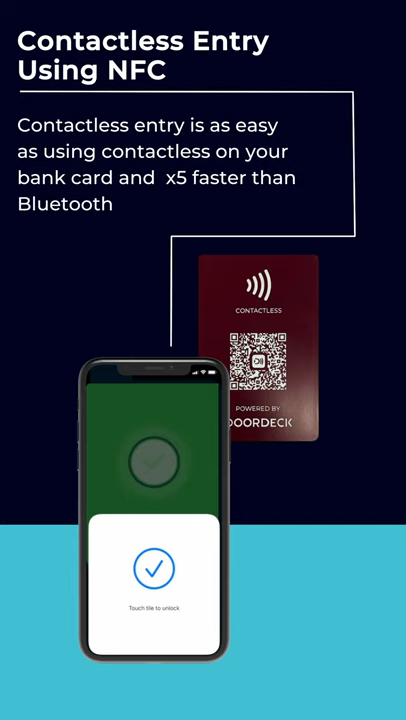 Contactless Entry
Using NFC
Contactless entry is as easy
as using contactless on your
bank card and x5 faster than
Bluetooth
CONTACTLESS
POWERED BY
DOORDECK
Touch tile to unlock